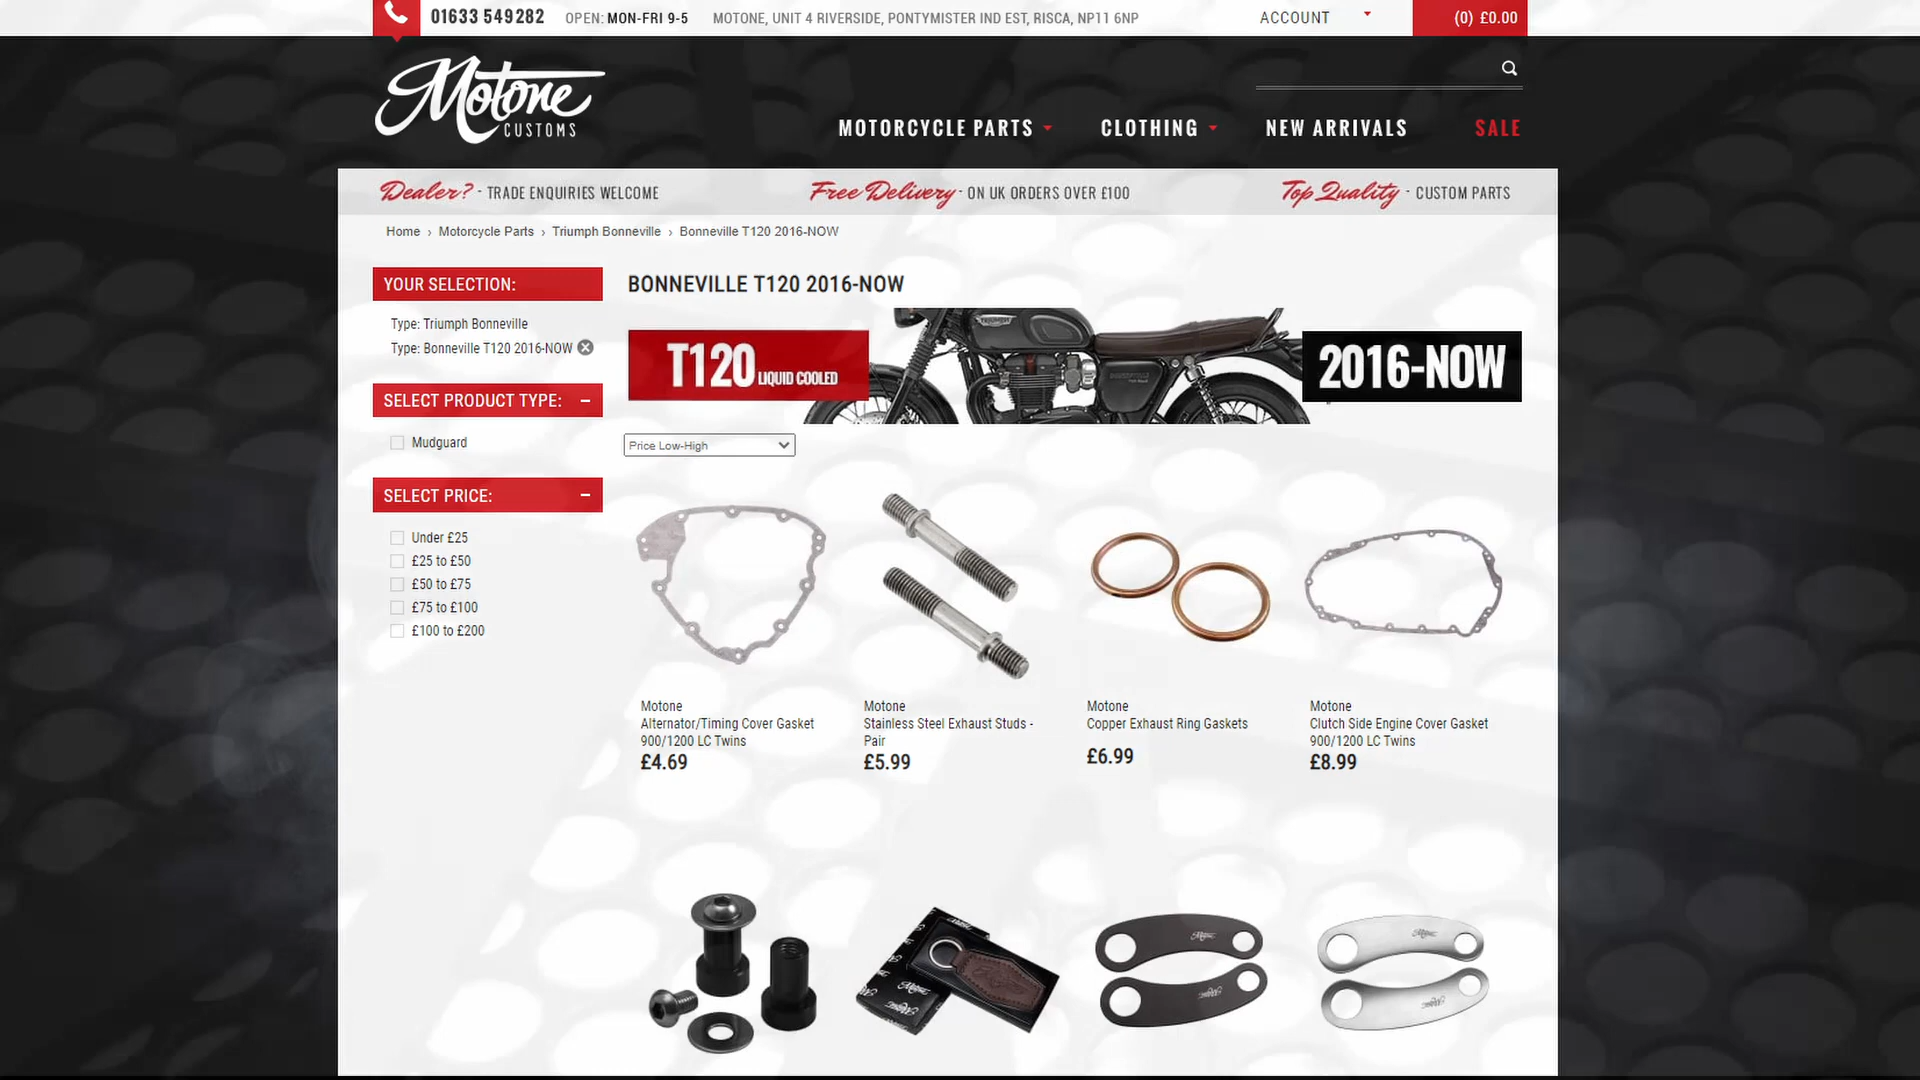 01633 549282 OPEN: MON-FRI 9-5 MOTONE, UNIT 4 RIVERSIDE, PONTYMISTER IND EST, RISCA, NP11 6NP ACCOUNT (0) £0.00
Motone
CUSTOMS
MOTORCYCLE PARTS CLOTHING NEW ARRIVALS SALE
Dealer? - TRADE ENQUIRIES WELCOME Free Delivery - ON UK ORDERS OVER £100 Top Quality - CUSTOM PARTS
Home › Motorcycle Parts › Triumph Bonneville › Bonneville T120 2016-NOW
YOUR SELECTION:
Type: Triumph Bonneville
Type: Bonneville T120 2016-NOW
SELECT PRODUCT TYPE: –
Mudguard
SELECT PRICE: –
Under £25
£25 to £50
£50 to £75
£75 to £100
£100 to £200
BONNEVILLE T120 2016-NOW
T120 LIQUID COOLED
TRIUMPH
2016-NOW
Price Low-High
Motone
Alternator/Timing Cover Gasket
900/1200 LC Twins
£4.69
Motone
Stainless Steel Exhaust Studs -
Pair
£5.99
Motone
Copper Exhaust Ring Gaskets
£6.99
Motone
Clutch Side Engine Cover Gasket
900/1200 LC Twins
£8.99
Motone
Motone
Motone
Motone
Motone